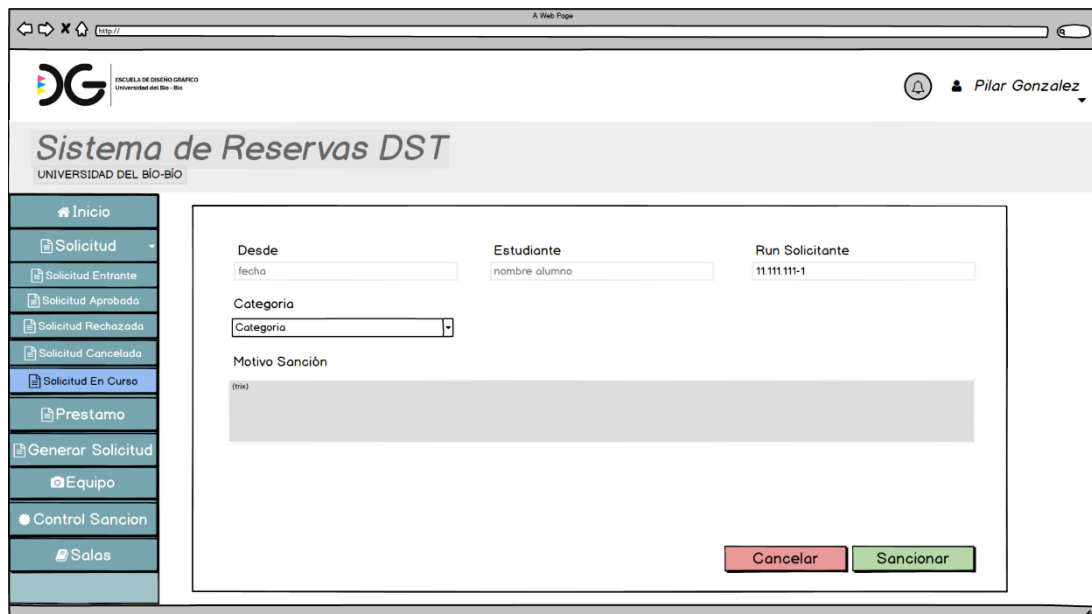 A Web Page
http://
DG
ESCUELA DE DISEÑO GRÁFICO
Universidad del Bío - Bío
Pilar Gonzalez
Sistema de Reservas DST
UNIVERSIDAD DEL BÍO-BÍO
Inicio
Solicitud
Solicitud Entrante
Solicitud Aprobada
Solicitud Rechazada
Solicitud Cancelada
Solicitud En Curso
Prestamo
Generar Solicitud
Equipo
Control Sancion
Salas
Desde
Estudiante
Run Solicitante
fecha
nombre alumno
11.111.111-1
Categoria
Categoria
Motivo Sanción
Cancelar
Sancionar